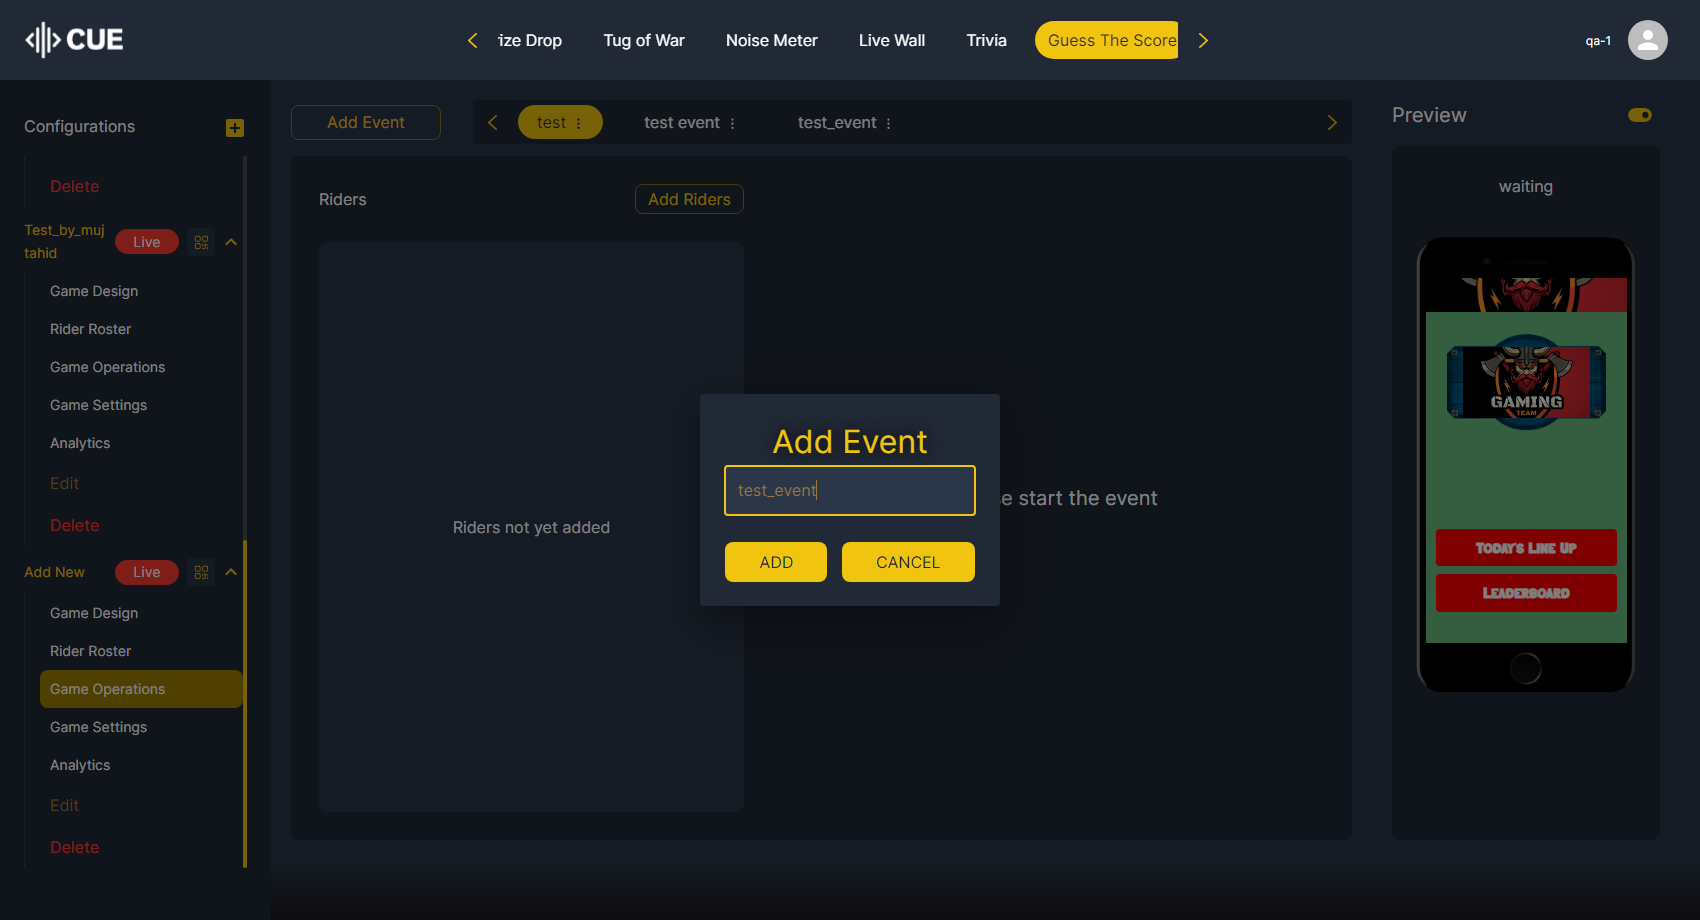 CUE
ize Drop
Tug of War
Noise Meter
Live Wall
Trivia
Guess The Score
qa-1
Configurations
Delete
Test_by_muj
tahid
Live
Game Design
Rider Roster
Game Operations
Game Settings
Analytics
Edit
Delete
Add New
Live
Game Design
Rider Roster
Game Operations
Game Settings
Analytics
Edit
Delete
Add Event
test
test event
test_event
Riders
Add Riders
Riders not yet added
e start the event
Add Event
test_event
ADD
CANCEL
Preview
waiting
GAMING
TEAM
Today's Line Up
Leaderboard